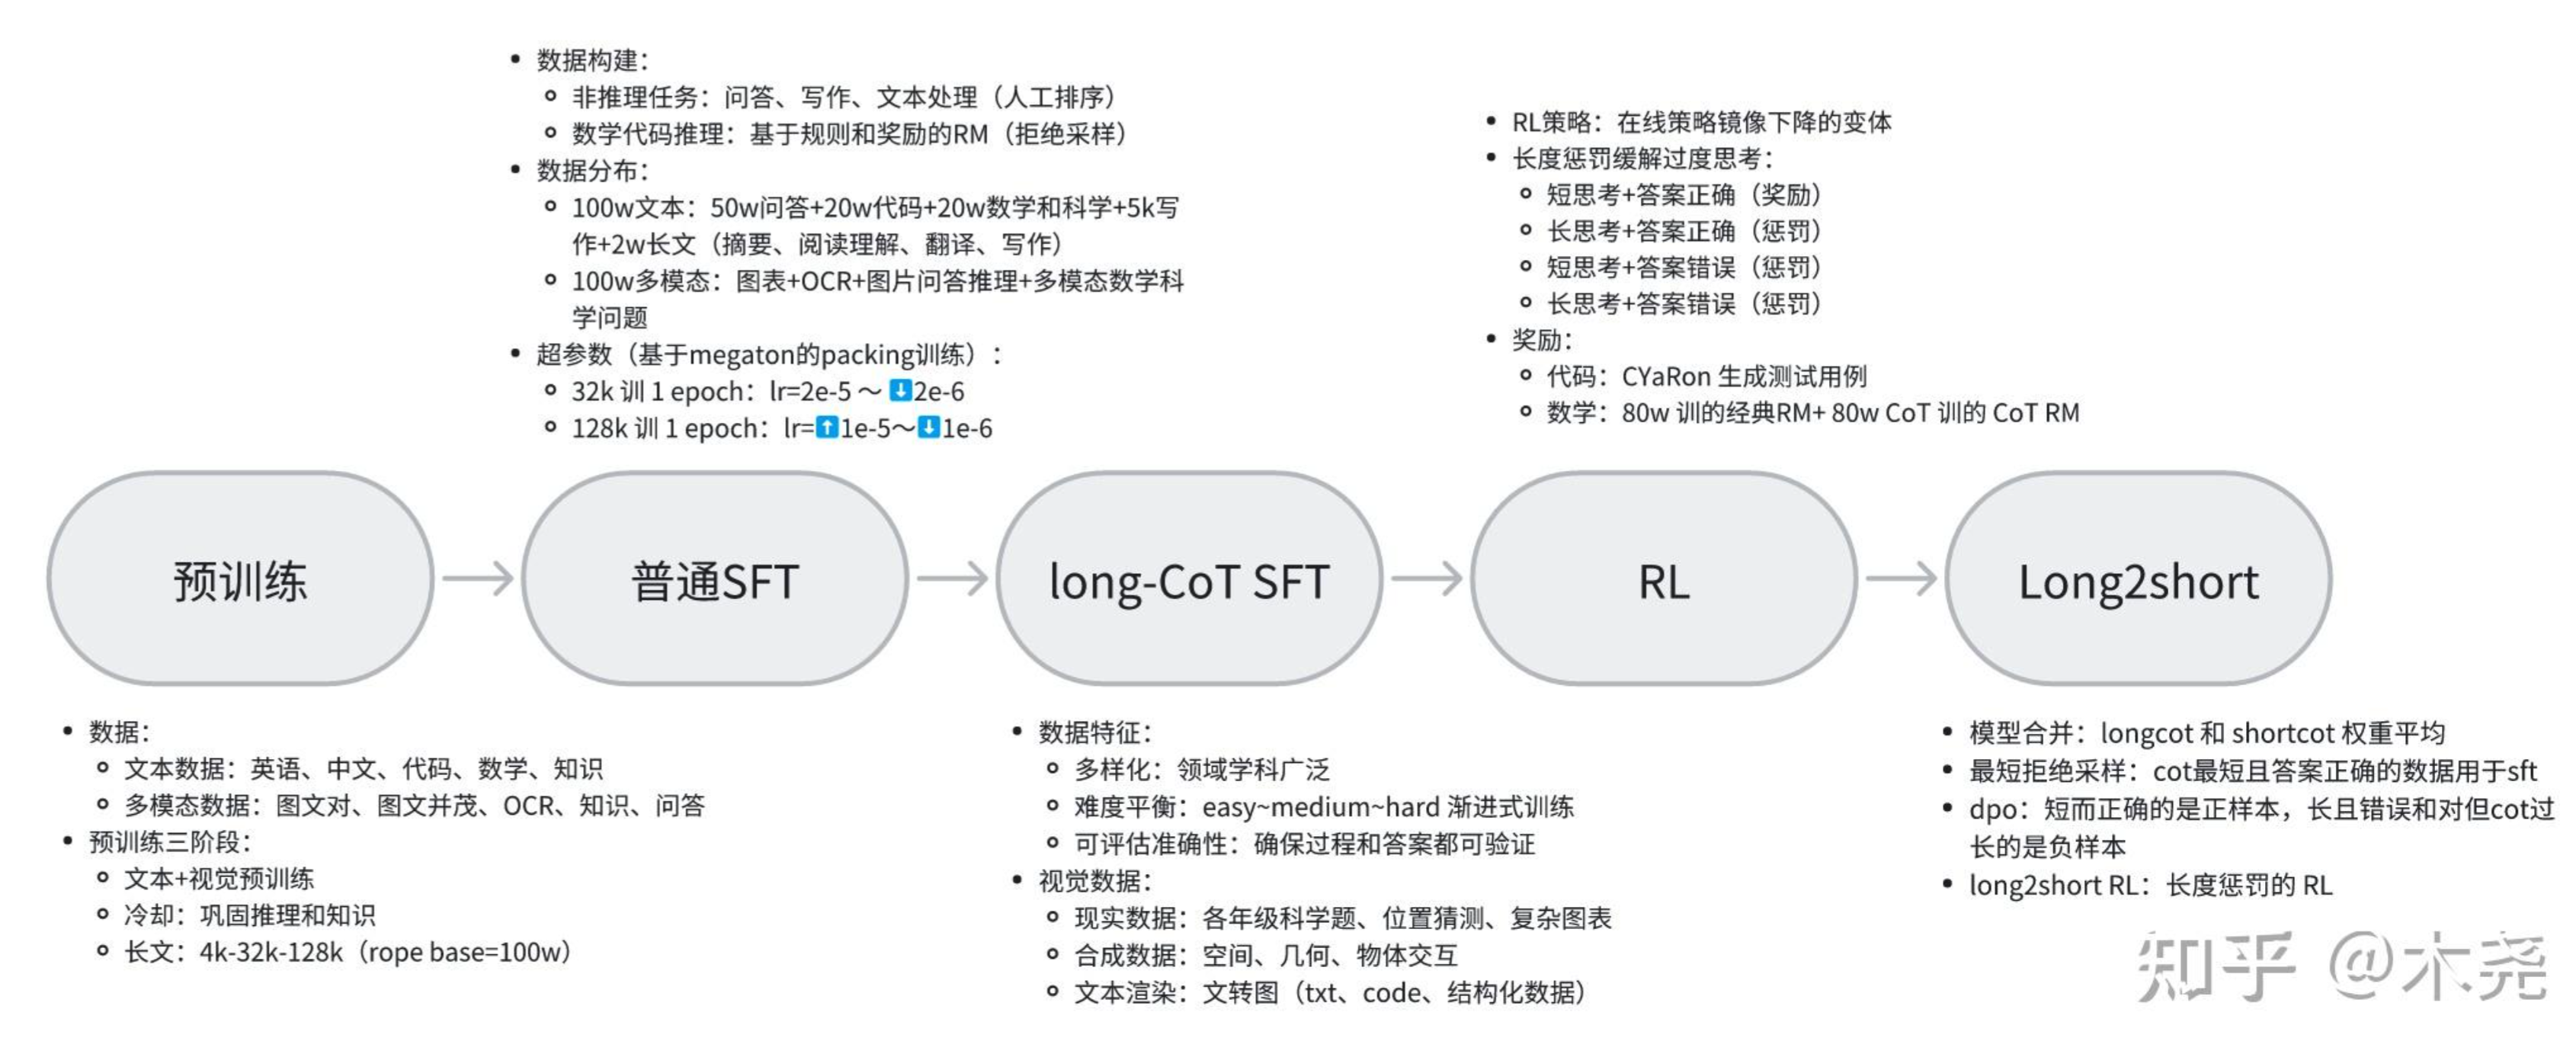 • 数据构建：
◦ 非推理任务：问答、写作、文本处理（人工排序）
◦ 数学代码推理：基于规则和奖励的RM（拒绝采样）
• 数据分布：
◦ 100w文本：50w问答+20w代码+20w数学和科学+5k写
作+2w长文（摘要、阅读理解、翻译、写作）
◦ 100w多模态：图表+OCR+图片问答推理+多模态数学科
学问题
• 超参数（基于megaton的packing训练）：
◦ 32k 训 1 epoch：lr=2e-5 ～ ⬇️2e-6
◦ 128k 训 1 epoch：lr=⬆️1e-5～⬇️1e-6
• RL策略：在线策略镜像下降的变体
• 长度惩罚缓解过度思考：
◦ 短思考+答案正确（奖励）
◦ 长思考+答案正确（惩罚）
◦ 短思考+答案错误（惩罚）
◦ 长思考+答案错误（惩罚）
• 奖励：
◦ 代码：CYaRon 生成测试用例
◦ 数学：80w 训的经典RM+ 80w CoT 训的 CoT RM
预训练
普通SFT
long-CoT SFT
RL
Long2short
• 数据：
◦ 文本数据：英语、中文、代码、数学、知识
◦ 多模态数据：图文对、图文并茂、OCR、知识、问答
• 预训练三阶段：
◦ 文本+视觉预训练
◦ 冷却：巩固推理和知识
◦ 长文：4k-32k-128k（rope base=100w）
• 数据特征：
◦ 多样化：领域学科广泛
◦ 难度平衡：easy~medium~hard 渐进式训练
◦ 可评估准确性：确保过程和答案都可验证
• 视觉数据：
◦ 现实数据：各年级科学题、位置猜测、复杂图表
◦ 合成数据：空间、几何、物体交互
◦ 文本渲染：文转图（txt、code、结构化数据）
• 模型合并：longcot 和 shortcot 权重平均
• 最短拒绝采样：cot最短且答案正确的数据用于sft
• dpo：短而正确的是正样本，长且错误和对但cot过
长的是负样本
• long2short RL：长度惩罚的 RL
知乎 @木尧